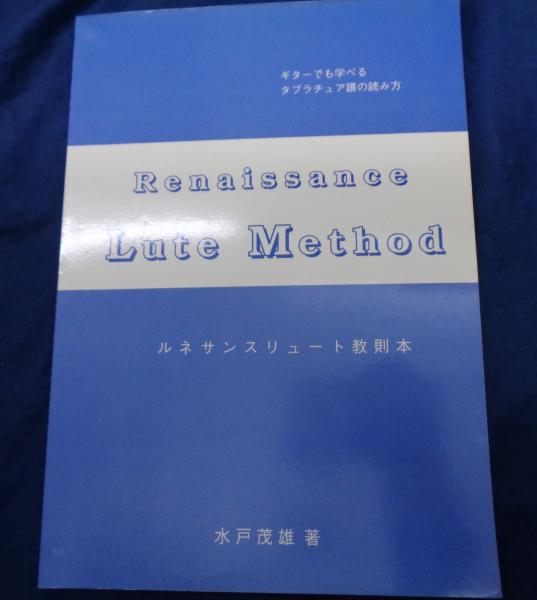 ギターでも学べる
タブラチュア譜の読み方
Renaissance
Lute Method
ルネサンスリュート教則本
水戸茂雄 著